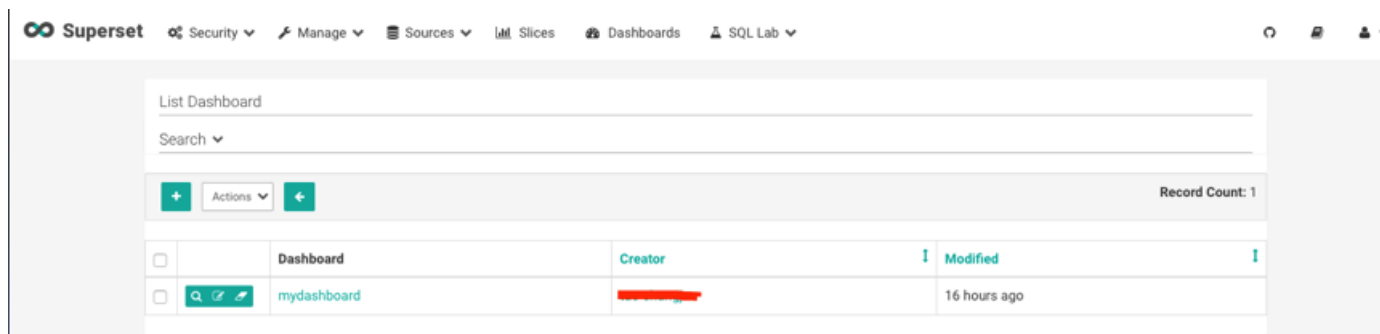 Superset Security Manage Sources Slices Dashboards SQL Lab
List Dashboard
Search
Actions Record Count: 1
Dashboard Creator Modified
mydashboard 16 hours ago